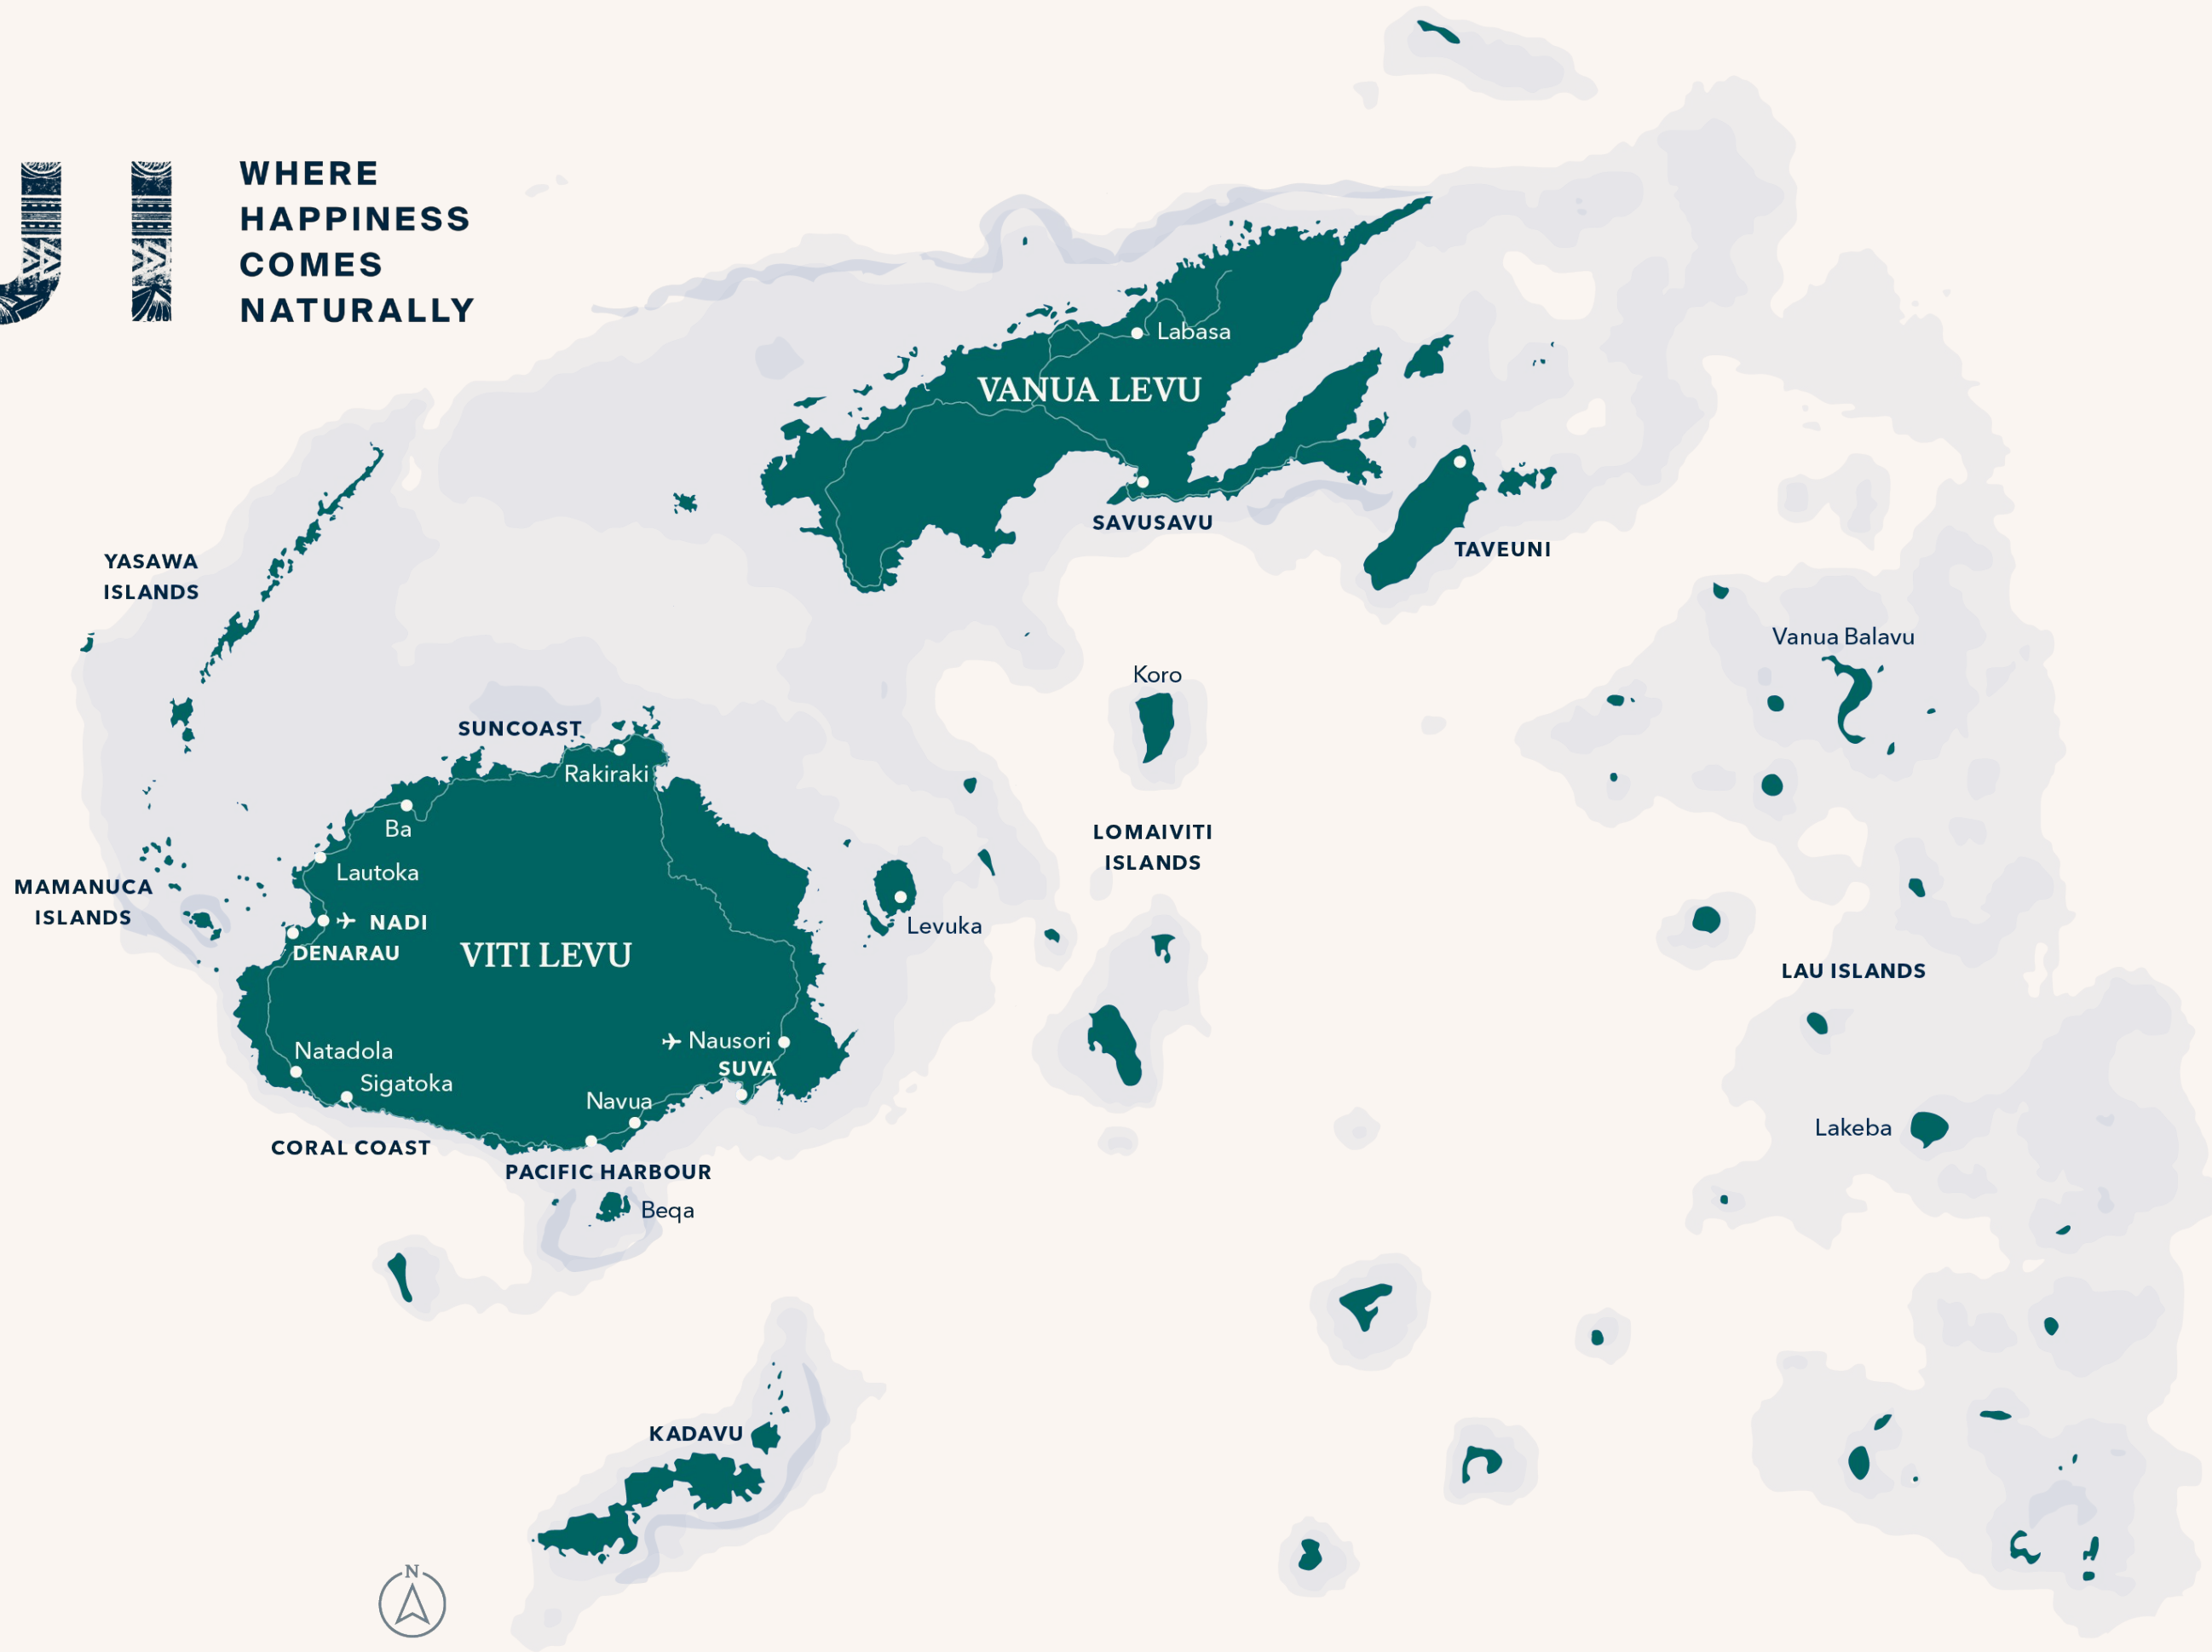 JI
WHERE
HAPPINESS
COMES
NATURALLY
Labasa
VANUA LEVU
SAVUSAVU
TAVEUNI
YASAWA
ISLANDS
Vanua Balavu
Koro
SUNCOAST
Rakiraki
Ba
LOMAIVITI
ISLANDS
Lautoka
MAMANUCA
ISLANDS
NADI
Levuka
DENARAU
VITI LEVU
LAU ISLANDS
Nausori
Natadola
SUVA
Sigatoka
Navua
Lakeba
CORAL COAST
PACIFIC HARBOUR
Beqa
KADAVU
N